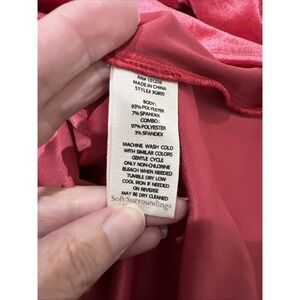 MADE IN CHINA
STYLE# 3G805
BODY:
93% POLYESTER
7% SPANDEX
COMBO:
97% POLYESTER
3% SPANDEX
MACHINE WASH COLD
WITH SIMILAR COLORS
GENTLE CYCLE
ONLY NON-CHLORINE
BLEACH WHEN NEEDED
TUMBLE DRY LOW
COOL IRON IF NEEDED
ON REVERSE
MAY BE DRY CLEANED
Soft Surroundings